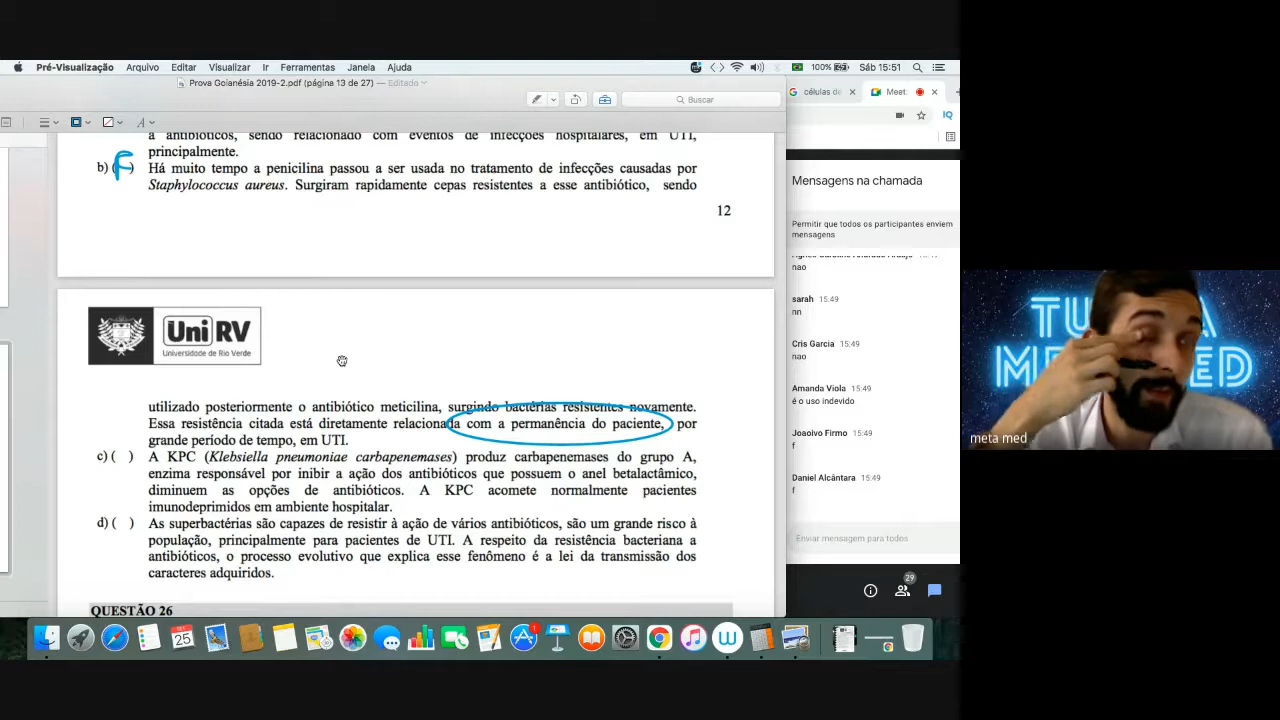 Pré-Visualização Arquivo Editar Visualizar Ir Ferramentas Janela Ajuda 100% Sáb 15:51
Prova Goianésia 2019-2.pdf (página 13 de 27) — Editado
Buscar
células de
Meet:
a antibióticos, sendo relacionado com eventos de infecções hospitalares, em UTI,
principalmente.
b) (F) Há muito tempo a penicilina passou a ser usada no tratamento de infecções causadas por
Staphylococcus aureus. Surgiram rapidamente cepas resistentes a esse antibiótico, sendo
12
Uni RV
Universidade de Rio Verde
utilizado posteriormente o antibiótico meticilina, surgindo bactérias resistentes novamente.
Essa resistência citada está diretamente relacionada com a permanência do paciente, por
grande período de tempo, em UTI.
c) ( ) A KPC (Klebsiella pneumoniae carbapenemases) produz carbapenemases do grupo A,
enzima responsável por inibir a ação dos antibióticos que possuem o anel betalactâmico,
diminuem as opções de antibióticos. A KPC acomete normalmente pacientes
imunodeprimidos em ambiente hospitalar.
d) ( ) As superbactérias são capazes de resistir à ação de vários antibióticos, são um grande risco à
população, principalmente para pacientes de UTI. A respeito da resistência bacteriana a
antibióticos, o processo evolutivo que explica esse fenômeno é a lei da transmissão dos
caracteres adquiridos.
QUESTÃO 26
Mensagens na chamada
Permitir que todos os participantes enviem
mensagens
nao
sarah 15:49
nn
Cris Garcia 15:49
nao
Amanda Viola 15:49
é o uso indevido
Joaoivo Firmo 15:49
f
Daniel Alcântara 15:49
f
Enviar mensagem para todos
29
TU A
ME MED
meta med